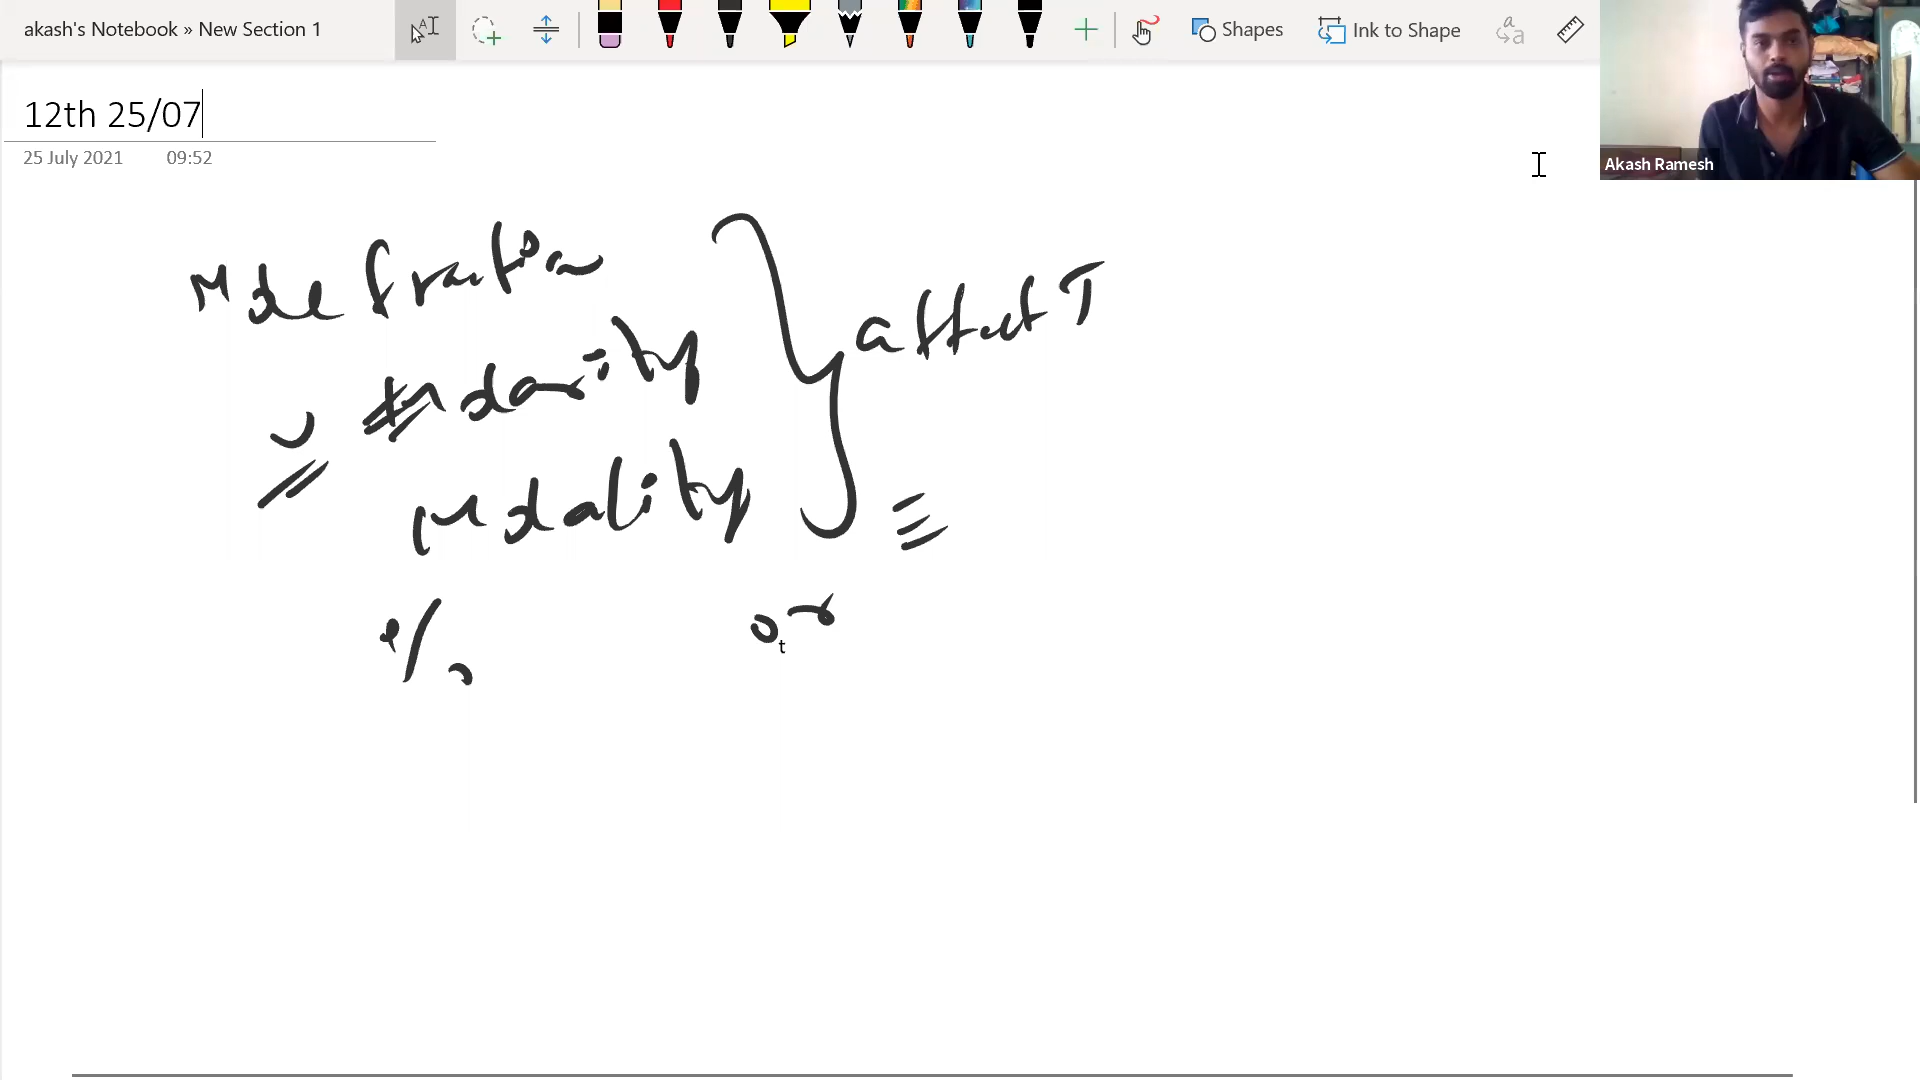 akash's Notebook » New Section 1
Shapes
Ink to Shape
12th 25/07
25 July 2021 09:52
Akash Ramesh
Mole fraction
Molarity
affect T
Molality
%
or
t